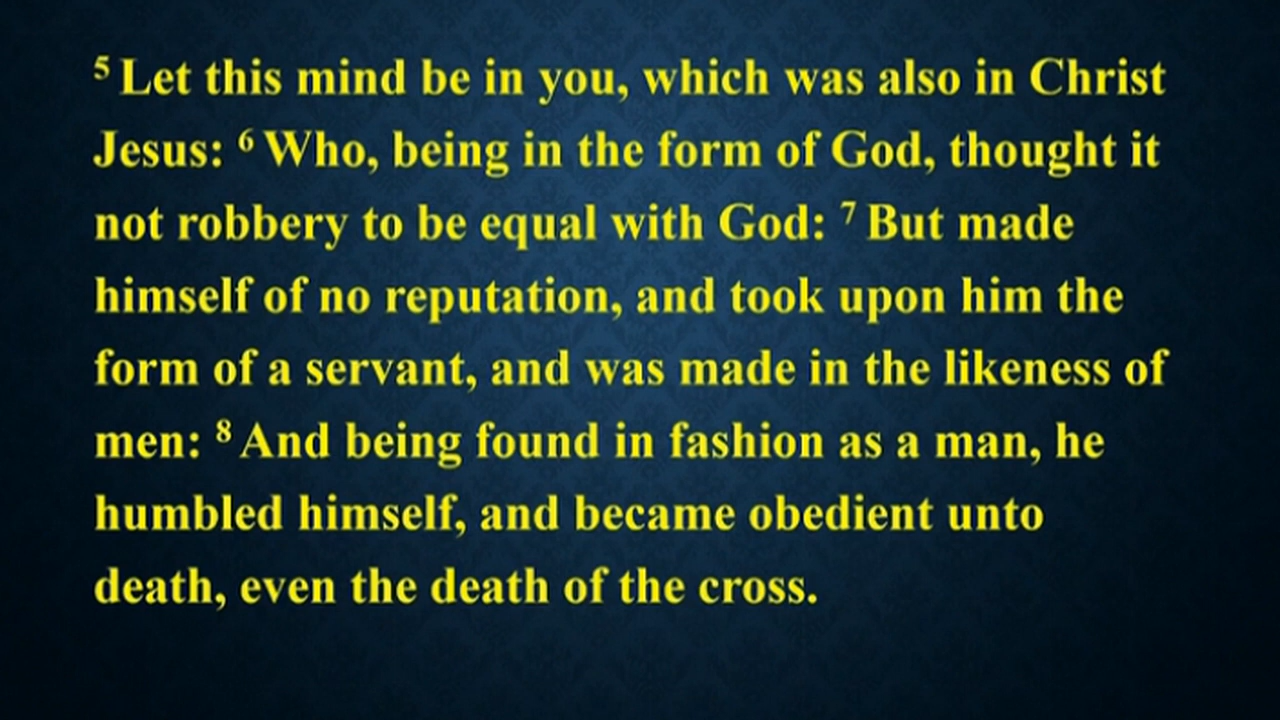 ⁵ Let this mind be in you, which was also in Christ
Jesus: ⁶ Who, being in the form of God, thought it
not robbery to be equal with God: ⁷ But made
himself of no reputation, and took upon him the
form of a servant, and was made in the likeness of
men: ⁸ And being found in fashion as a man, he
humbled himself, and became obedient unto
death, even the death of the cross.